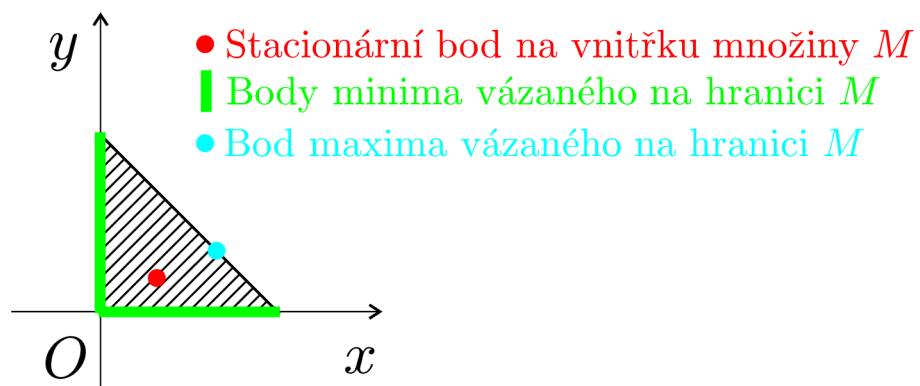 y
Stacionární bod na vnitřku množiny M
Body minima vázaného na hranici M
Bod maxima vázaného na hranici M
O
x